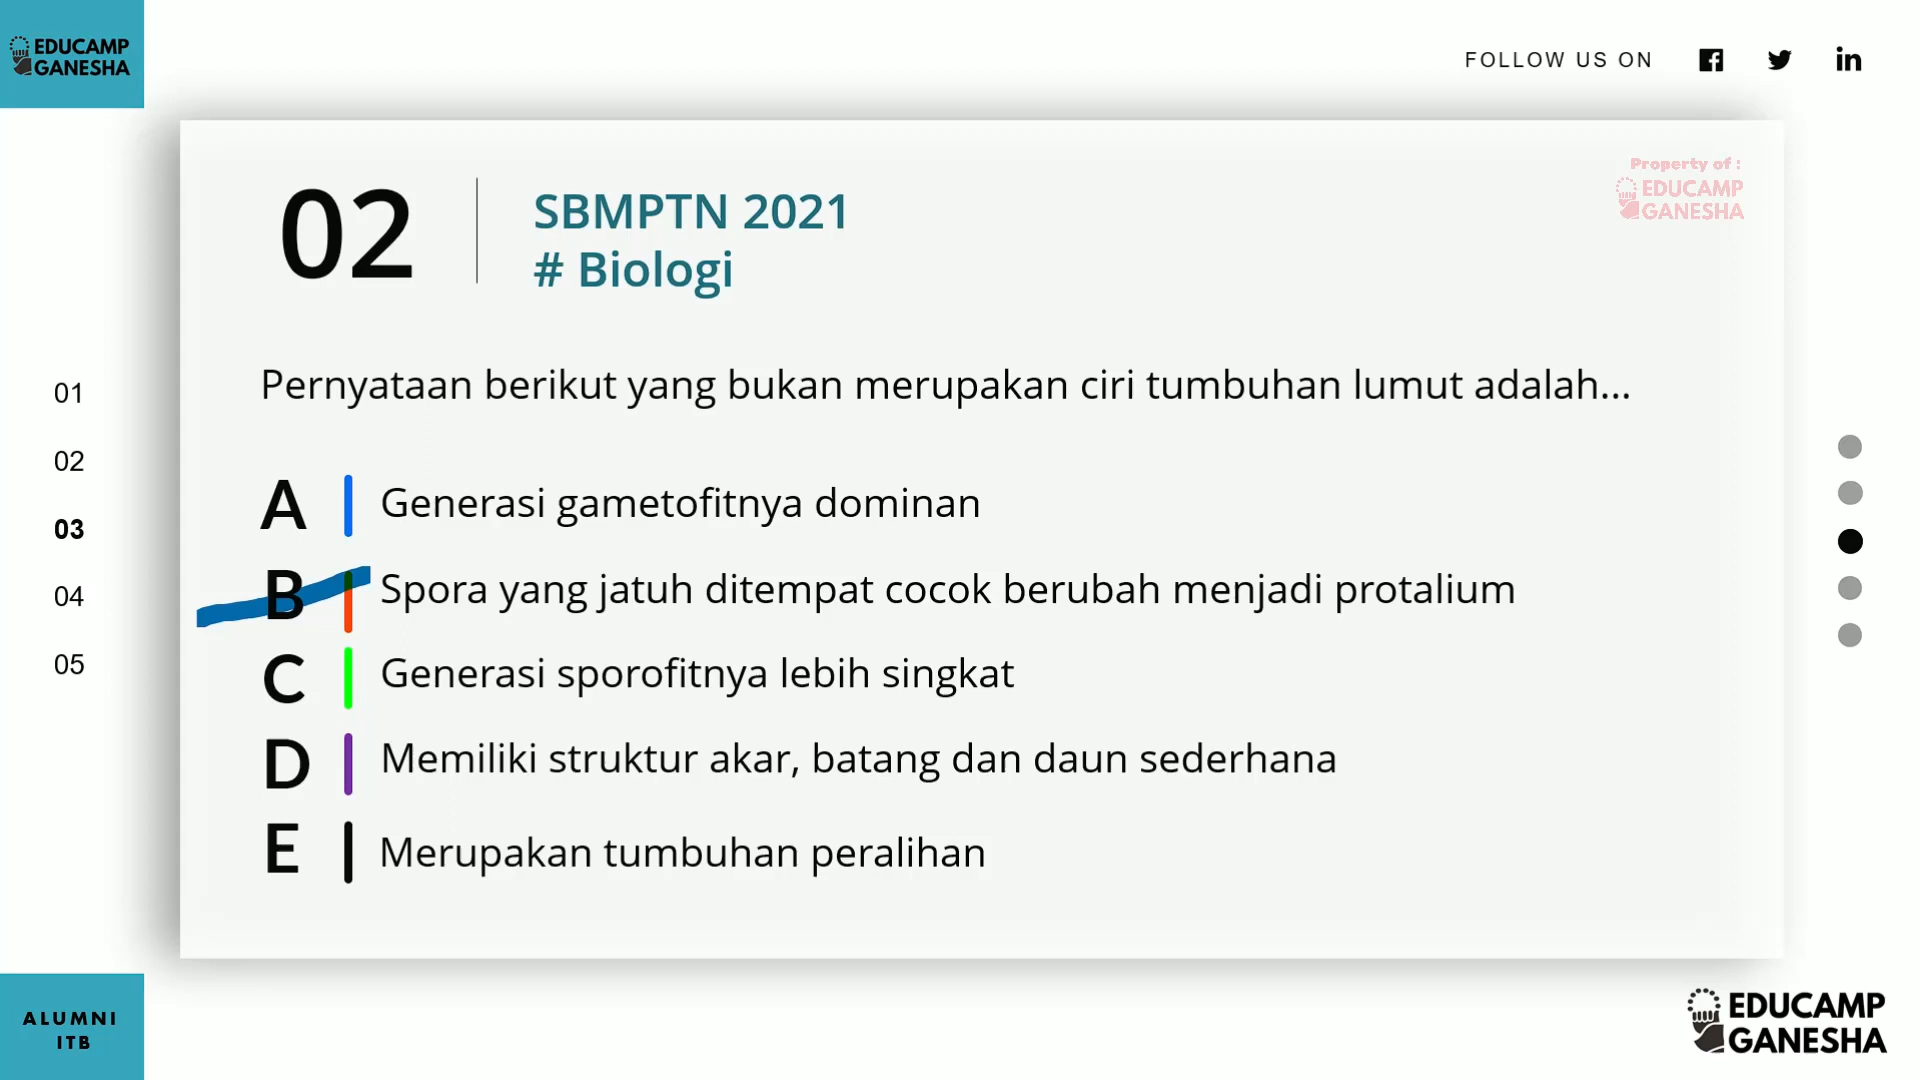 EDUCAMP
GANESHA
FOLLOW US ON
Property of :
EDUCAMP
GANESHA
02
SBMPTN 2021
# Biologi
Pernyataan berikut yang bukan merupakan ciri tumbuhan lumut adalah...
A Generasi gametofitnya dominan
B Spora yang jatuh ditempat cocok berubah menjadi protalium
C Generasi sporofitnya lebih singkat
D Memiliki struktur akar, batang dan daun sederhana
E Merupakan tumbuhan peralihan
01
02
03
04
05
ALUMNI
ITB
EDUCAMP
GANESHA